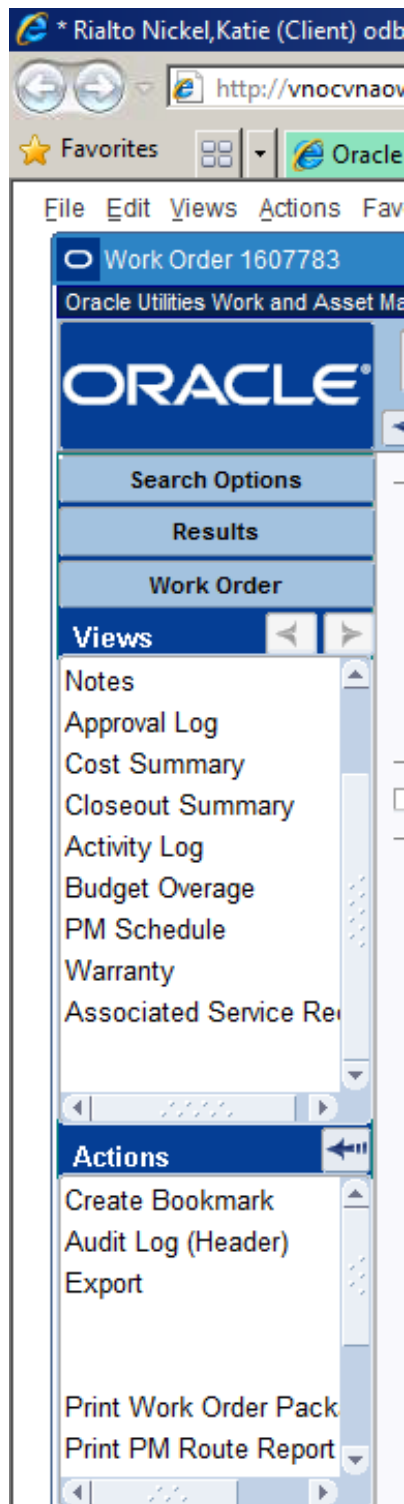 * Rialto Nickel,Katie (Client) odb
http://vnocvnaov
Favorites
Oracle
File Edit Views Actions Fav
Work Order 1607783
Oracle Utilities Work and Asset Ma
ORACLE®
Search Options
Results
Work Order
Views
Notes
Approval Log
Cost Summary
Closeout Summary
Activity Log
Budget Overage
PM Schedule
Warranty
Associated Service Re
Actions
Create Bookmark
Audit Log (Header)
Export
Print Work Order Pack
Print PM Route Report